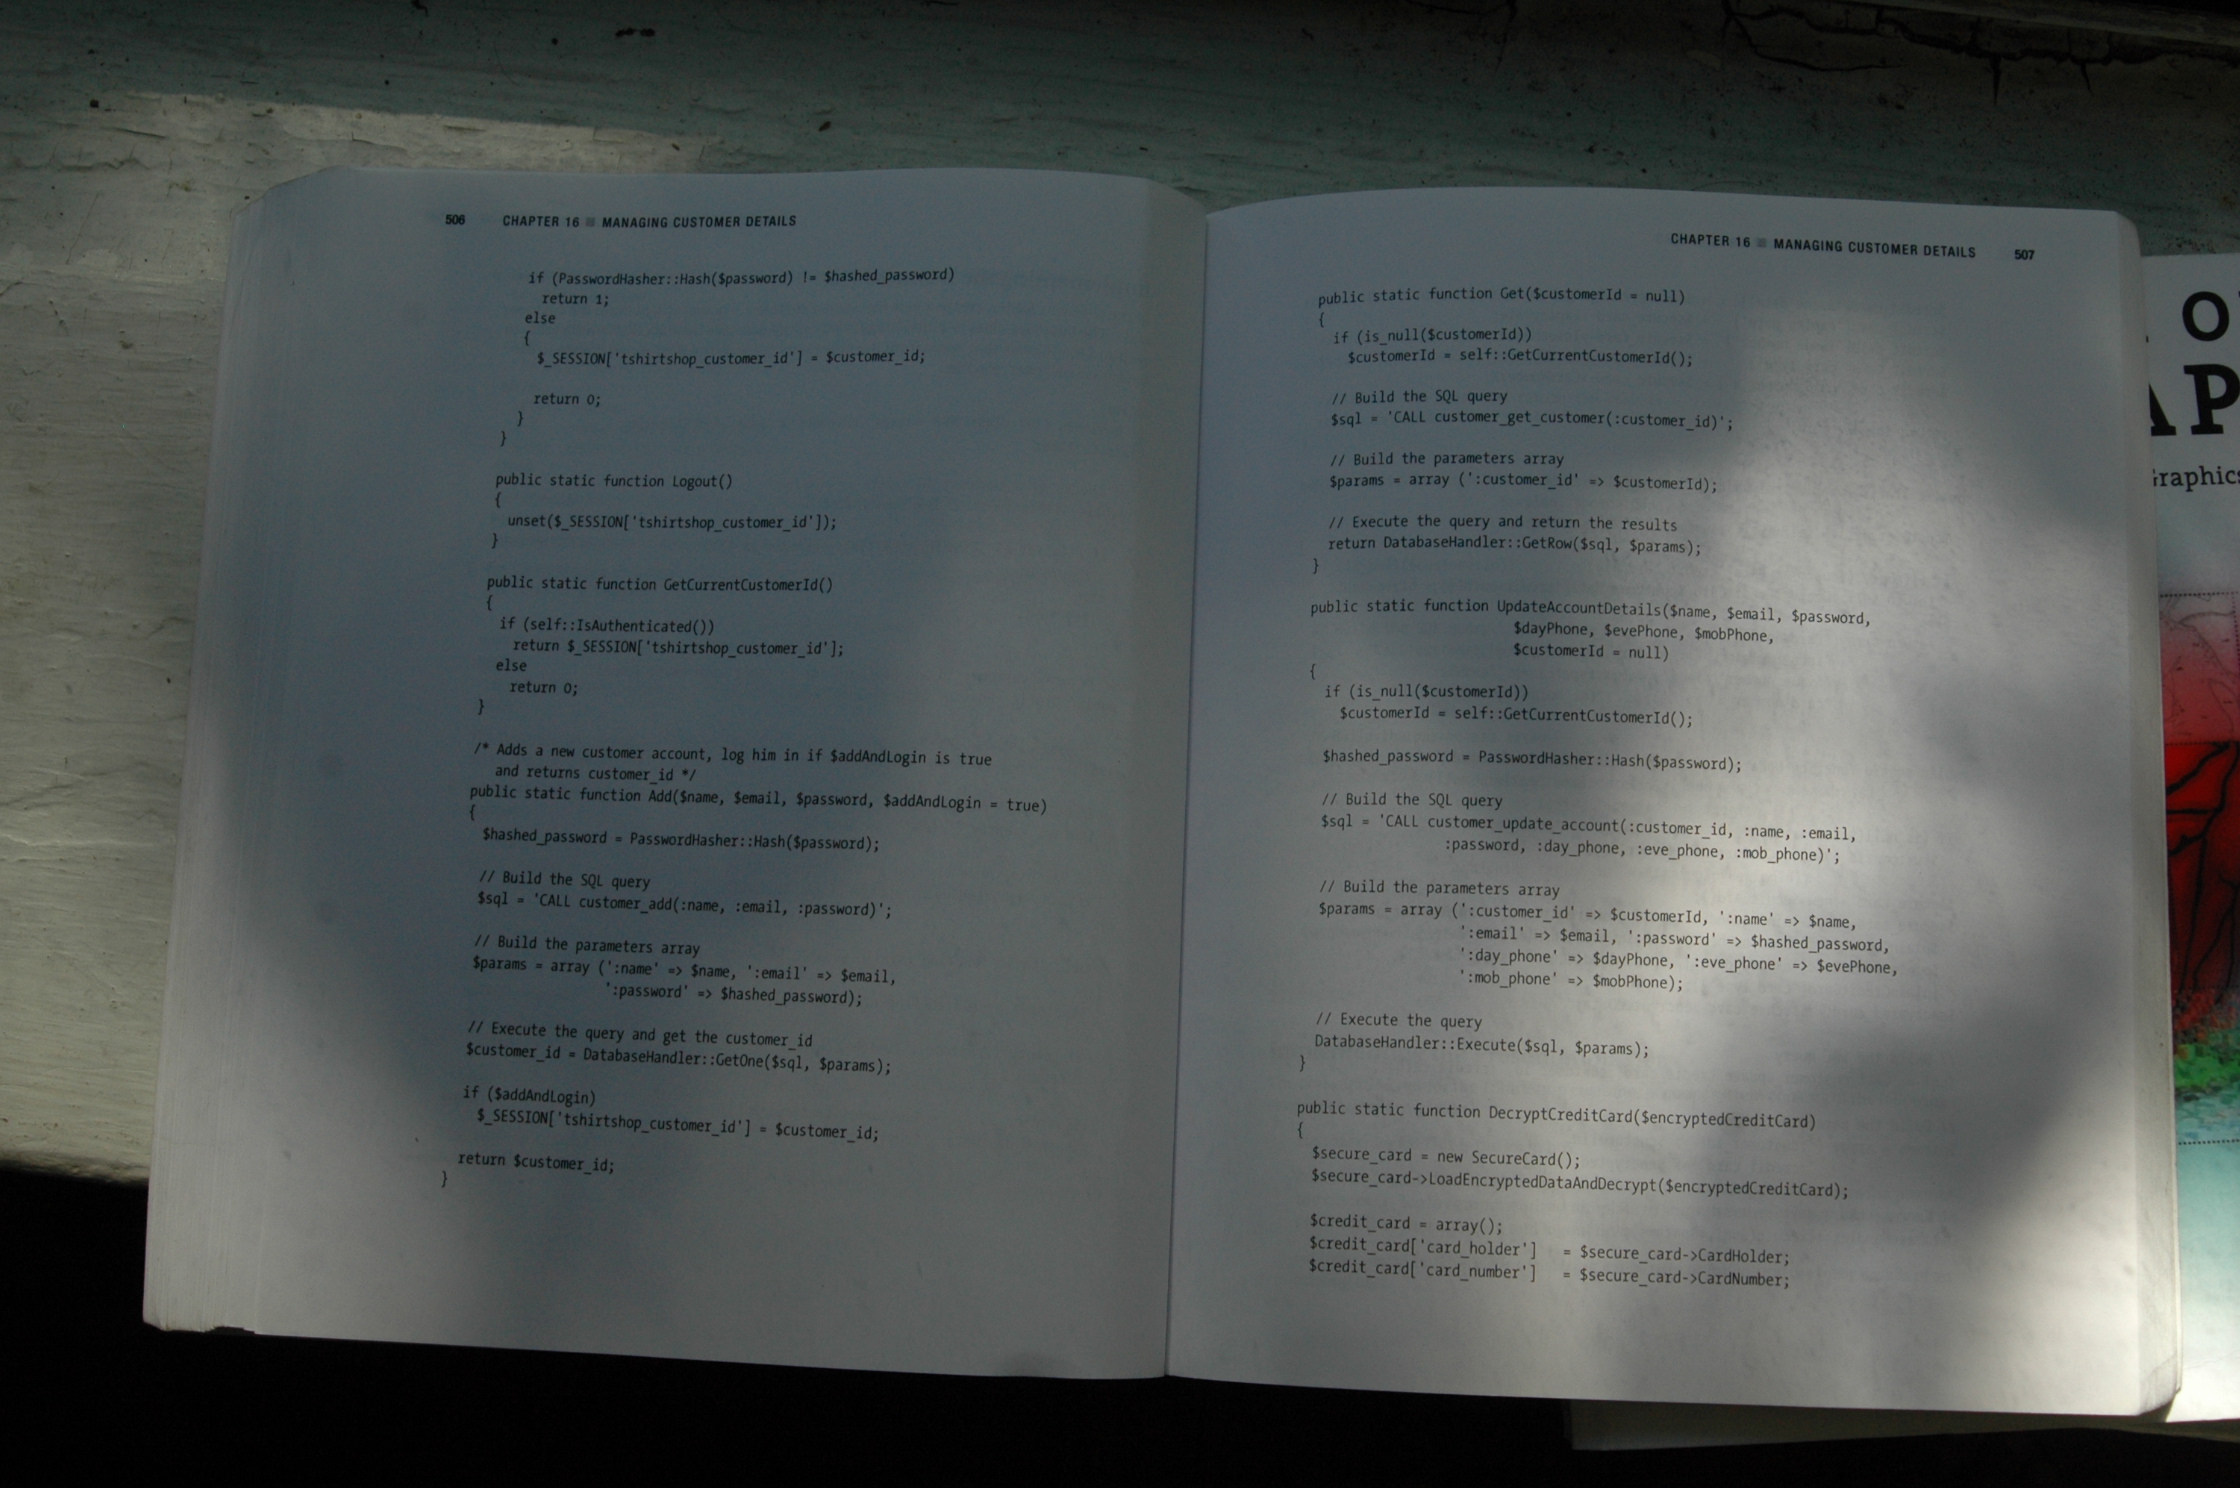 506 CHAPTER 16 ■ MANAGING CUSTOMER DETAILS
if (PasswordHasher::Hash($password) != $hashed_password)
return 1;
else
{
$_SESSION['tshirtshop_customer_id'] = $customer_id;
return 0;
}
}
public static function Logout()
{
unset($_SESSION['tshirtshop_customer_id']);
}
public static function GetCurrentCustomerId()
{
if (self::IsAuthenticated())
return $_SESSION['tshirtshop_customer_id'];
else
return 0;
}
/* Adds a new customer account, log him in if $addAndLogin is true
and returns customer_id */
public static function Add($name, $email, $password, $addAndLogin = true)
{
$hashed_password = PasswordHasher::Hash($password);
// Build the SQL query
$sql = 'CALL customer_add(:name, :email, :password)';
// Build the parameters array
$params = array (':name' => $name, ':email' => $email,
':password' => $hashed_password);
// Execute the query and get the customer_id
$customer_id = DatabaseHandler::GetOne($sql, $params);
if ($addAndLogin)
$_SESSION['tshirtshop_customer_id'] = $customer_id;
return $customer_id;
}
CHAPTER 16 ■ MANAGING CUSTOMER DETAILS 507
public static function Get($customerId = null)
{
if (is_null($customerId))
$customerId = self::GetCurrentCustomerId();
// Build the SQL query
$sql = 'CALL customer_get_customer(:customer_id)';
// Build the parameters array
$params = array (':customer_id' => $customerId);
// Execute the query and return the results
return DatabaseHandler::GetRow($sql, $params);
}
public static function UpdateAccountDetails($name, $email, $password,
$dayPhone, $evePhone, $mobPhone,
$customerId = null)
{
if (is_null($customerId))
$customerId = self::GetCurrentCustomerId();
$hashed_password = PasswordHasher::Hash($password);
// Build the SQL query
$sql = 'CALL customer_update_account(:customer_id, :name, :email,
:password, :day_phone, :eve_phone, :mob_phone)';
// Build the parameters array
$params = array (':customer_id' => $customerId, ':name' => $name,
':email' => $email, ':password' => $hashed_password,
':day_phone' => $dayPhone, ':eve_phone' => $evePhone,
':mob_phone' => $mobPhone);
// Execute the query
DatabaseHandler::Execute($sql, $params);
}
public static function DecryptCreditCard($encryptedCreditCard)
{
$secure_card = new SecureCard();
$secure_card->LoadEncryptedDataAndDecrypt($encryptedCreditCard);
$credit_card = array();
$credit_card['card_holder'] = $secure_card->CardHolder;
$credit_card['card_number'] = $secure_card->CardNumber;